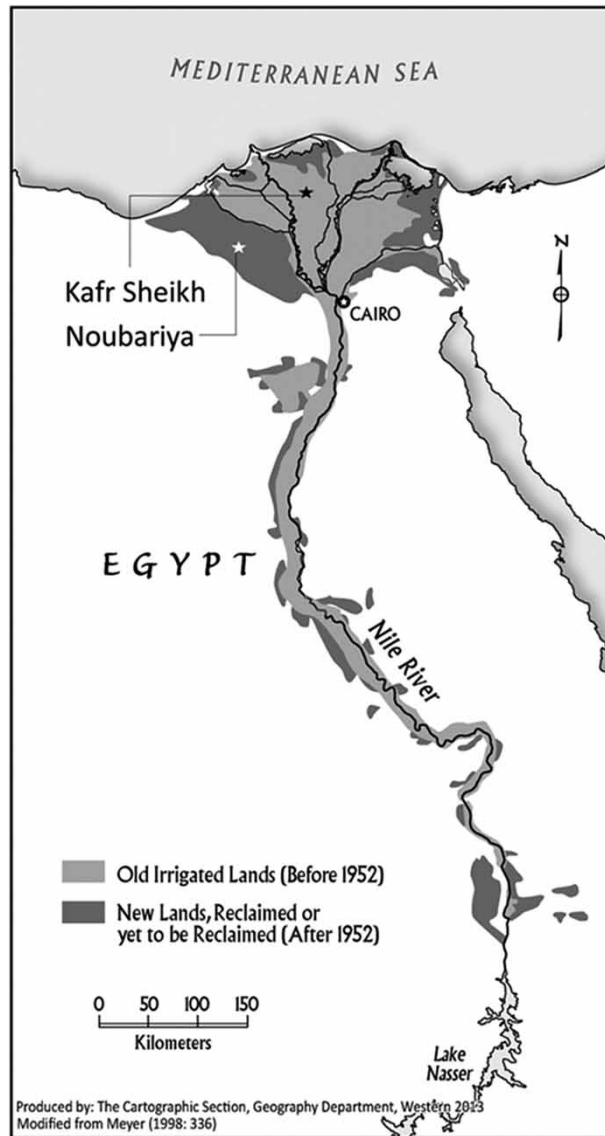 MEDITERRANEAN SEA
Kafr Sheikh
Noubariya
CAIRO
N
EGYPT
Nile River
Old Irrigated Lands (Before 1952)
New Lands, Reclaimed or
yet to be Reclaimed (After 1952)
0 50 100 150
Kilometers
Lake
Nasser
Produced by: The Cartographic Section, Geography Department, Western 2013
Modified from Meyer (1998: 336)